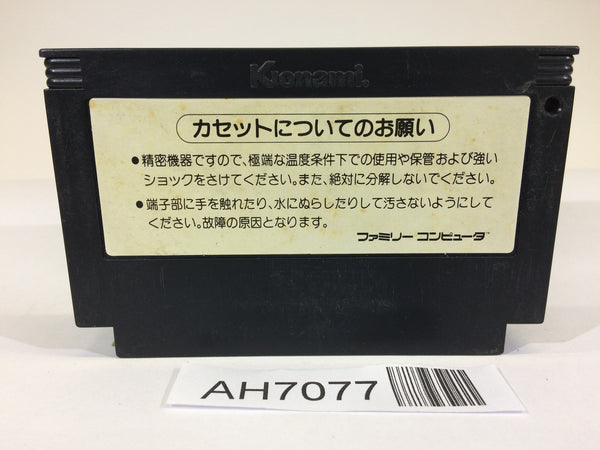 Konami
カセットについてのお願い
●精密機器ですので、極端な温度条件下での使用や保管および強い
ショックをさけてください。また、絶対に分解しないでください。
●端子部に手を触れたり、水にぬらしたりして汚さないようにして
ください。故障の原因となります。
ファミリーコンピュータ™
AH7077